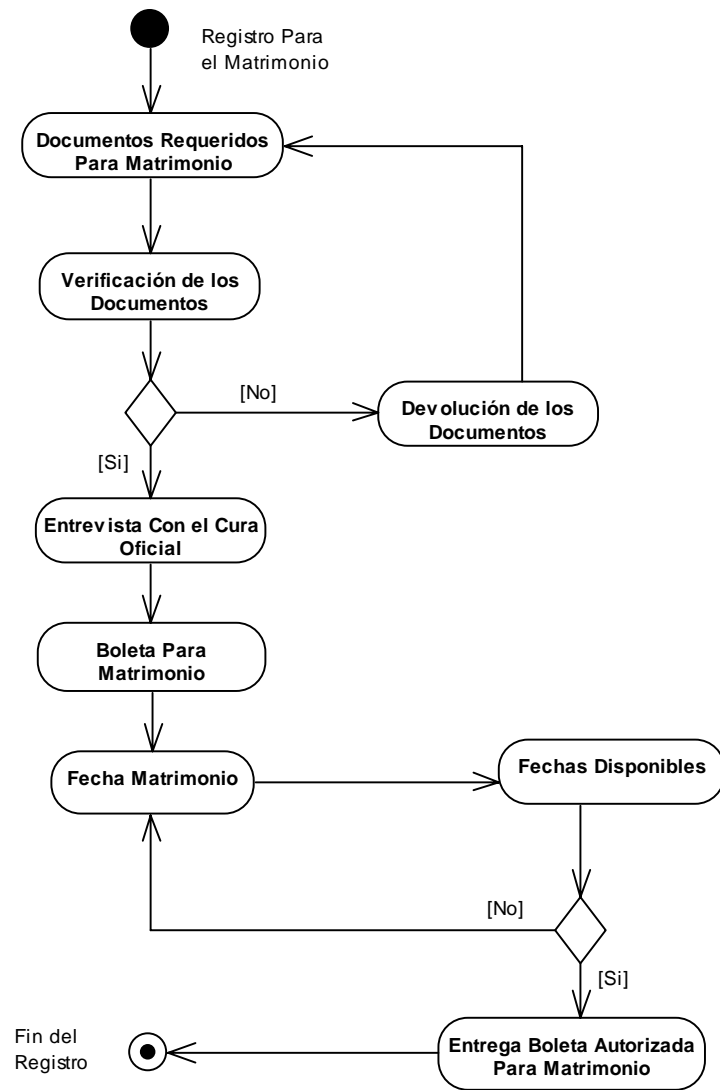 Registro Para
el Matrimonio
Documentos Requeridos
Para Matrimonio
Verificación de los
Documentos
[No]
Devolución de los
Documentos
[Si]
Entrevista Con el Cura
Oficial
Boleta Para
Matrimonio
Fecha Matrimonio
Fechas Disponibles
[No]
[Si]
Entrega Boleta Autorizada
Para Matrimonio
Fin del
Registro